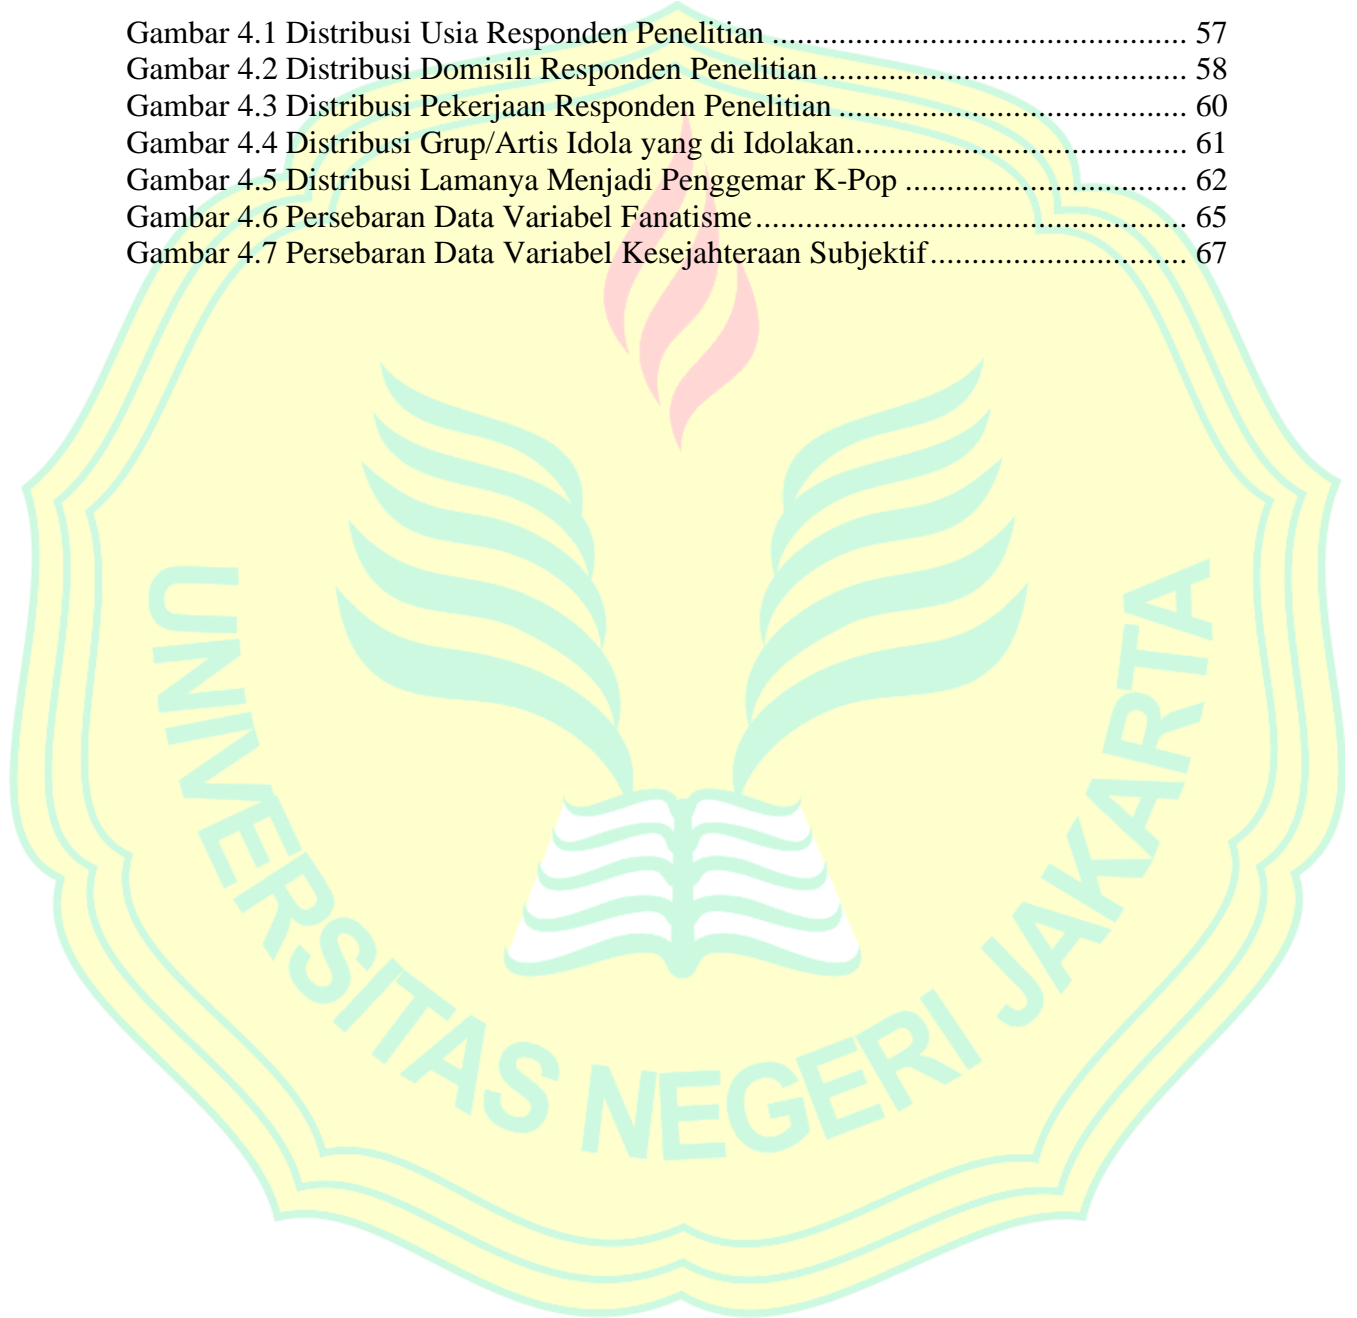 Gambar 4.1 Distribusi Usia Responden Penelitian .................................................. 57
Gambar 4.2 Distribusi Domisili Responden Penelitian ............................................ 58
Gambar 4.3 Distribusi Pekerjaan Responden Penelitian .......................................... 60
Gambar 4.4 Distribusi Grup/Artis Idola yang di Idolakan........................................ 61
Gambar 4.5 Distribusi Lamanya Menjadi Penggemar K-Pop .................................. 62
Gambar 4.6 Persebaran Data Variabel Fanatisme .................................................... 65
Gambar 4.7 Persebaran Data Variabel Kesejahteraan Subjektif ............................... 67
UNIVERSITAS NEGERI JAKARTA